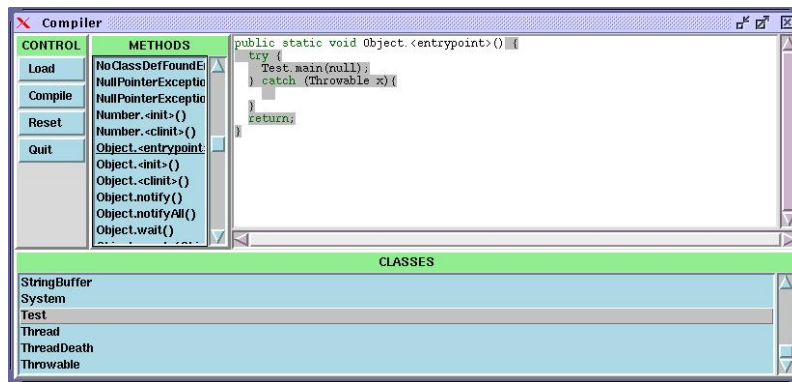 Compiler
CONTROL
Load
Compile
Reset
Quit
METHODS
NoClassDefFoundEr
NullPointerExceptio
NullPointerExceptio
Number.<init>()
Number.<clinit>()
Object.<entrypoint>
Object.<init>()
Object.<clinit>()
Object.notify()
Object.notifyAll()
Object.wait()
public static void Object.<entrypoint>() {
try {
Test.main(null);
} catch (Throwable x){
}
return;
}
CLASSES
StringBuffer
System
Test
Thread
ThreadDeath
Throwable